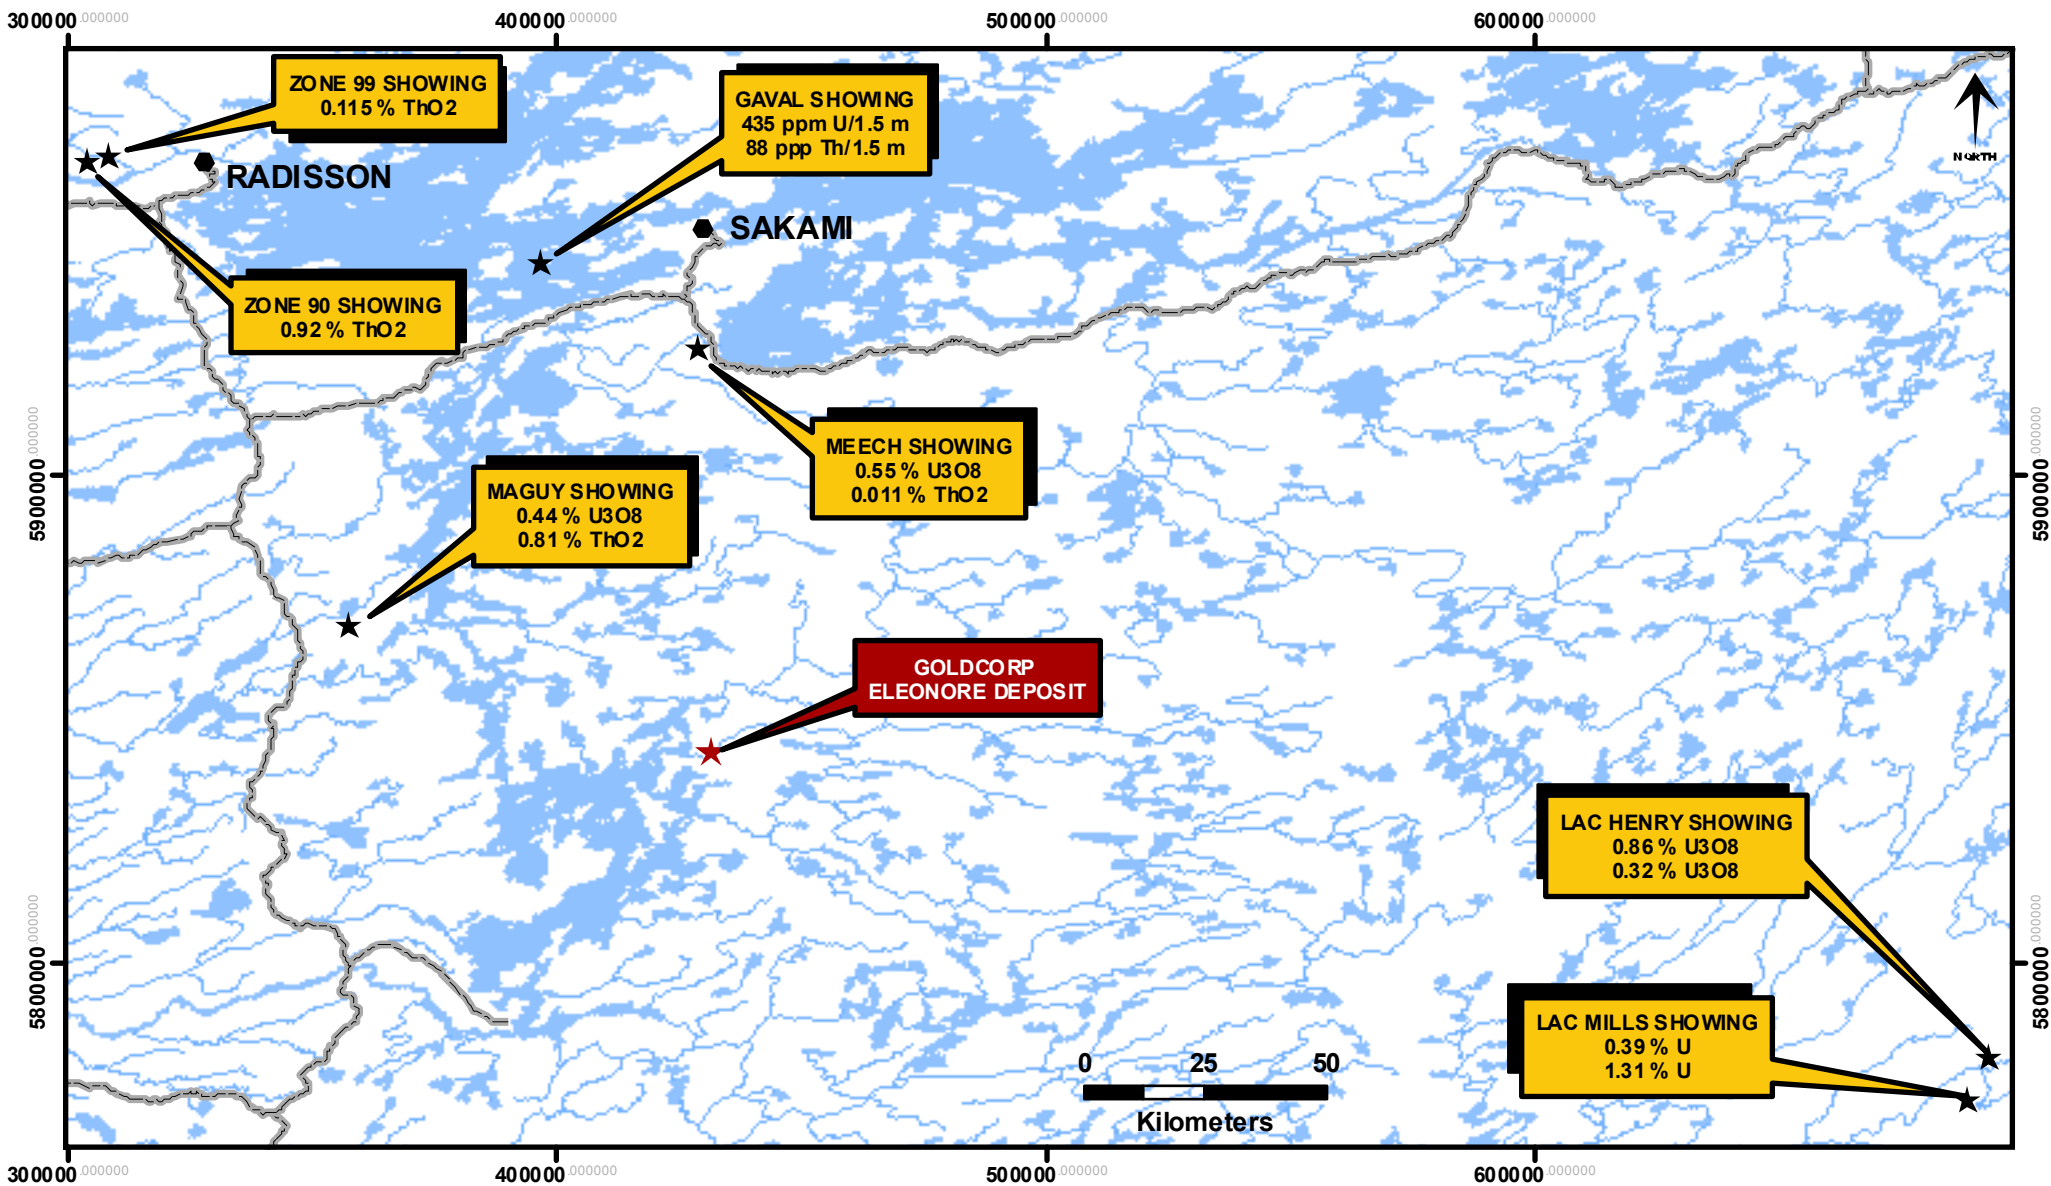 300000.000000 400000.000000 500000.000000 600000.000000
ZONE 99 SHOWING
0.115 % ThO2
GAVAL SHOWING
435 ppm U/1.5 m
88 ppp Th/1.5 m
NORTH
RADISSON
SAKAMI
ZONE 90 SHOWING
0.92 % ThO2
MEECH SHOWING
0.55 % U3O8
0.011 % ThO2
MAGUY SHOWING
0.44 % U3O8
0.81 % ThO2
5900000.000000
5900000.000000
GOLDCORP
ELEONORE DEPOSIT
LAC HENRY SHOWING
0.86 % U3O8
0.32 % U3O8
5800000.000000
5800000.000000
LAC MILLS SHOWING
0.39 % U
1.31 % U
0 25 50
Kilometers
300000.000000 400000.000000 500000.000000 600000.000000